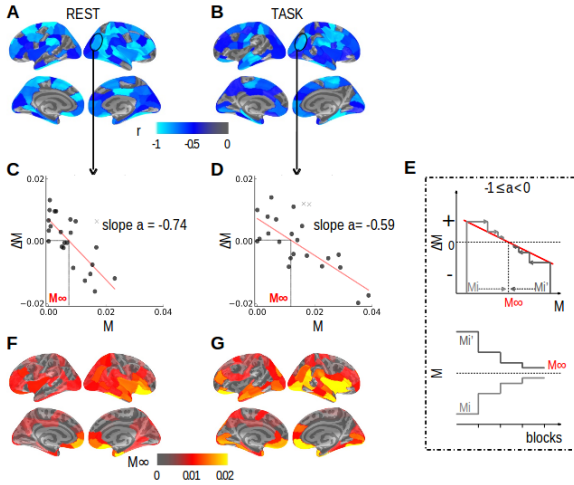 A REST B TASK
r
-1 -0.5 0
C D E
0.02 0.02
-1≤a<0
slope a = -0.74 slope a= -0.59
ΔM 0.00 ΔM 0.00
+
ΔM 0
-
Mi Mi'
M∞ M
-0.02 M∞ -0.02 M∞
0.00 0.02 0.04 0.00 0.02 0.04
M M
F G
Mi'
M∞
M
Mi
blocks
M∞
0 0.01 0.02